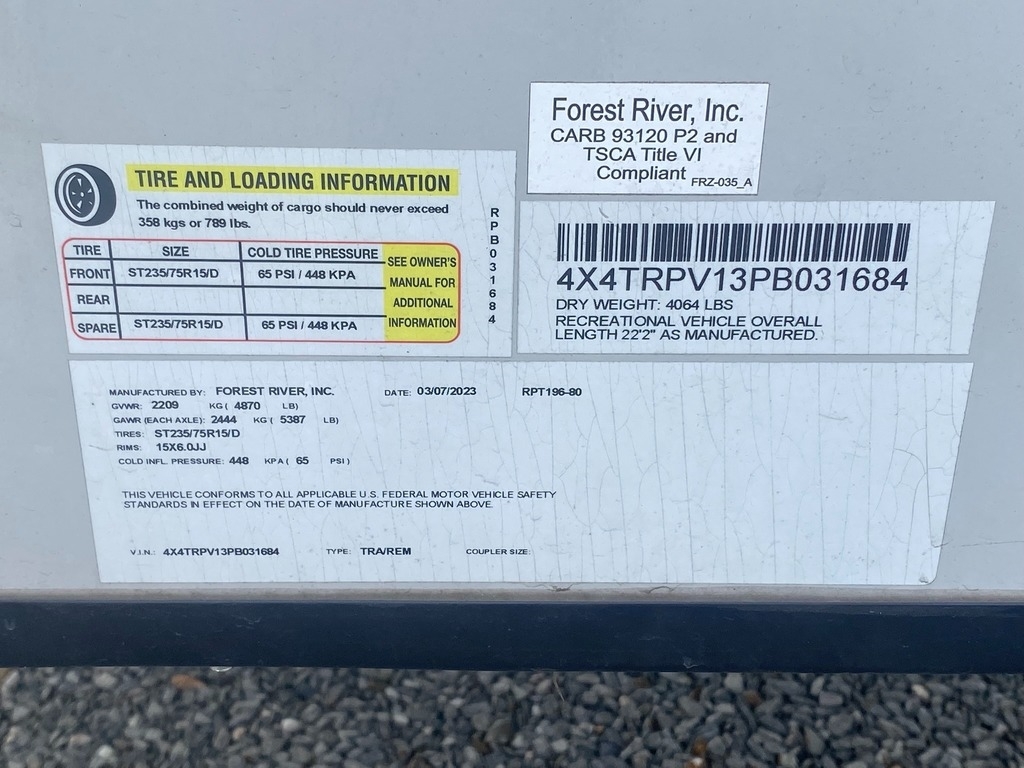 Forest River, Inc.
CARB 93120 P2 and
TSCA Title VI
Compliant FRZ-035_A
TIRE AND LOADING INFORMATION
The combined weight of cargo should never exceed
358 kgs or 789 lbs.
TIRE SIZE COLD TIRE PRESSURE
FRONT ST235/75R15/D 65 PSI / 448 KPA
REAR
SPARE ST235/75R15/D 65 PSI / 448 KPA
SEE OWNER'S
MANUAL FOR
ADDITIONAL
INFORMATION
RPB031684
4X4TRPV13PB031684
DRY WEIGHT: 4064 LBS
RECREATIONAL VEHICLE OVERALL
LENGTH 22'2" AS MANUFACTURED.
MANUFACTURED BY: FOREST RIVER, INC. DATE: 03/07/2023 RPT196-80
GVWR: 2209 KG ( 4870 LB)
GAWR (EACH AXLE): 2444 KG ( 5387 LB)
TIRES: ST235/75R15/D
RIMS: 15X6.0JJ
COLD INFL. PRESSURE: 448 KPA ( 65 PSI )
THIS VEHICLE CONFORMS TO ALL APPLICABLE U.S. FEDERAL MOTOR VEHICLE SAFETY
STANDARDS IN EFFECT ON THE DATE OF MANUFACTURE SHOWN ABOVE.
V.I.N.: 4X4TRPV13PB031684 TYPE: TRA/REM COUPLER SIZE: